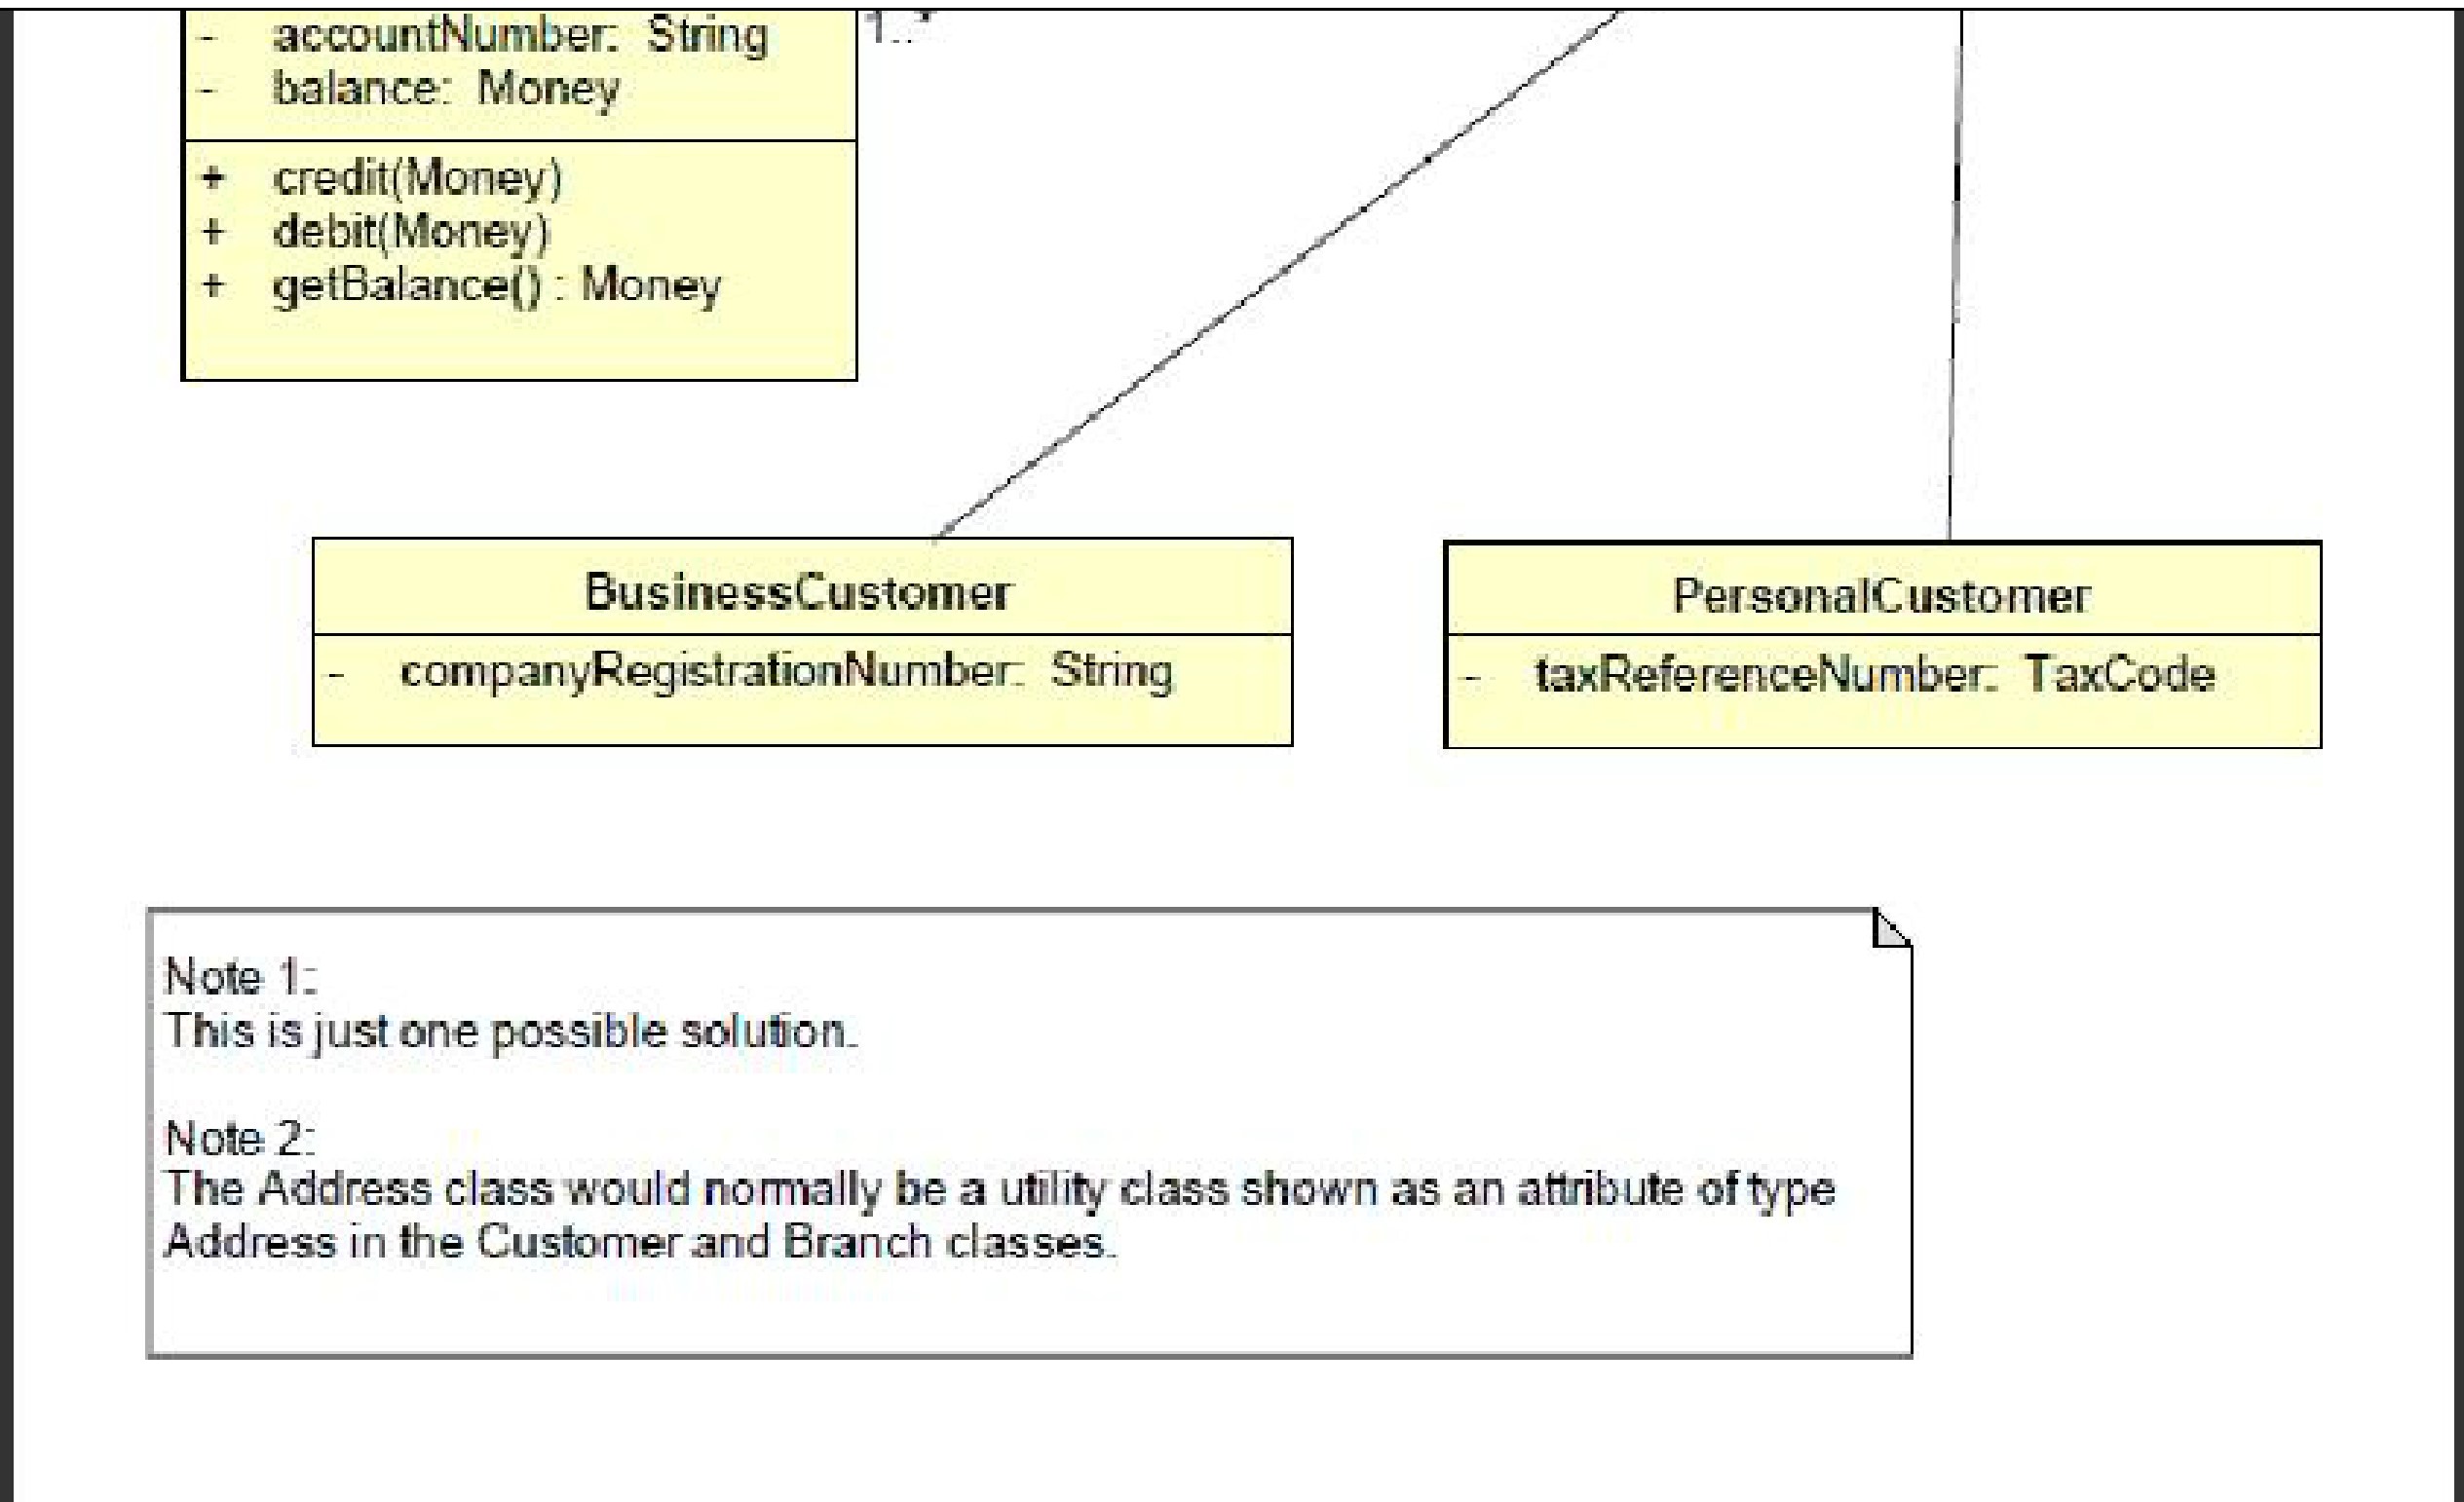 - accountNumber: String
1..*
- balance: Money
+ credit(Money)
+ debit(Money)
+ getBalance() : Money
BusinessCustomer
- companyRegistrationNumber: String
PersonalCustomer
- taxReferenceNumber: TaxCode
Note 1:
This is just one possible solution.
Note 2:
The Address class would normally be a utility class shown as an attribute of type
Address in the Customer and Branch classes.